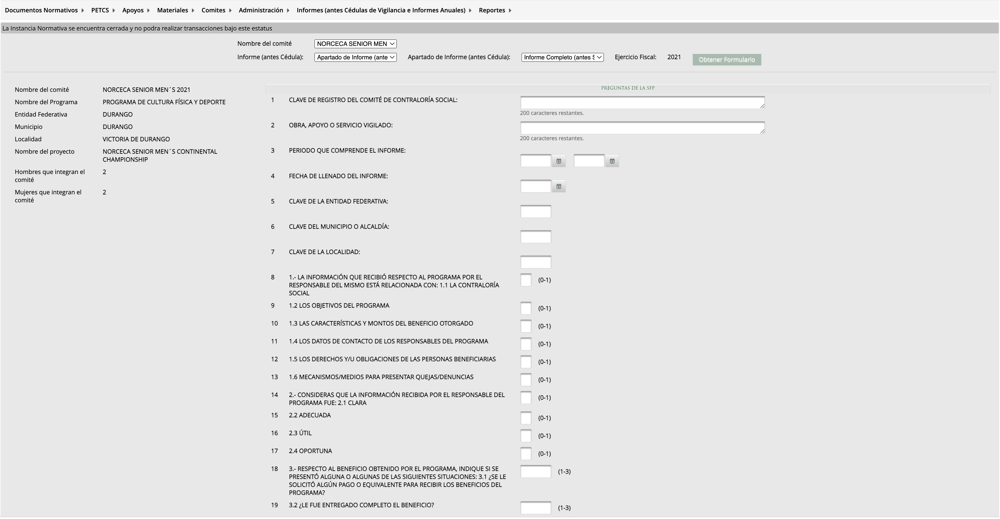 Documentos Normativos PETCS Apoyos Materiales Comites Administración Informes (antes Cédulas de Vigilancia e Informes Anuales) Reportes
La Instancia Normativa se encuentra cerrada y no podra realizar transacciones bajo este estatus
Nombre del comité NORCECA SENIOR MEN
Informe (antes Cédula): Apartado de Informe (ante Apartado de Informe (antes Cédula): Informe Completo (antes S Ejercicio Fiscal: 2021 Obtener Formulario
Nombre del comité NORCECA SENIOR MEN´S 2021
Nombre del Programa PROGRAMA DE CULTURA FÍSICA Y DEPORTE
Entidad Federativa DURANGO
Municipio DURANGO
Localidad VICTORIA DE DURANGO
Nombre del proyecto NORCECA SENIOR MEN´S CONTINENTAL
CHAMPIONSHIP
Hombres que integran el 2
comité
Mujeres que integran el 2
comité
PREGUNTAS DE LA SFP
1 CLAVE DE REGISTRO DEL COMITÉ DE CONTRALORÍA SOCIAL:
200 caracteres restantes.
2 OBRA, APOYO O SERVICIO VIGILADO:
200 caracteres restantes.
3 PERIODO QUE COMPRENDE EL INFORME:
4 FECHA DE LLENADO DEL INFORME:
5 CLAVE DE LA ENTIDAD FEDERATIVA:
6 CLAVE DEL MUNICIPIO O ALCALDÍA:
7 CLAVE DE LA LOCALIDAD:
8 1.- LA INFORMACIÓN QUE RECIBIÓ RESPECTO AL PROGRAMA POR EL (0-1)
RESPONSABLE DEL MISMO ESTÁ RELACIONADA CON: 1.1 LA CONTRALORÍA
SOCIAL
9 1.2 LOS OBJETIVOS DEL PROGRAMA (0-1)
10 1.3 LAS CARACTERÍSTICAS Y MONTOS DEL BENEFICIO OTORGADO (0-1)
11 1.4 LOS DATOS DE CONTACTO DE LOS RESPONSABLES DEL PROGRAMA (0-1)
12 1.5 LOS DERECHOS Y/U OBLIGACIONES DE LAS PERSONAS BENEFICIARIAS (0-1)
13 1.6 MECANISMOS/MEDIOS PARA PRESENTAR QUEJAS/DENUNCIAS (0-1)
14 2.- CONSIDERAS QUE LA INFORMACIÓN RECIBIDA POR EL RESPONSABLE DEL (0-1)
PROGRAMA FUE: 2.1 CLARA
15 2.2 ADECUADA (0-1)
16 2.3 ÚTIL (0-1)
17 2.4 OPORTUNA (0-1)
18 3.- RESPECTO AL BENEFICIO OBTENIDO POR EL PROGRAMA, INDIQUE SI SE (1-3)
PRESENTÓ ALGUNA O ALGUNAS DE LAS SIGUIENTES SITUACIONES: 3.1 ¿SE LE
SOLICITÓ ALGÚN PAGO O EQUIVALENTE PARA RECIBIR LOS BENEFICIOS DEL
PROGRAMA?
19 3.2 ¿LE FUE ENTREGADO COMPLETO EL BENEFICIO? (1-3)